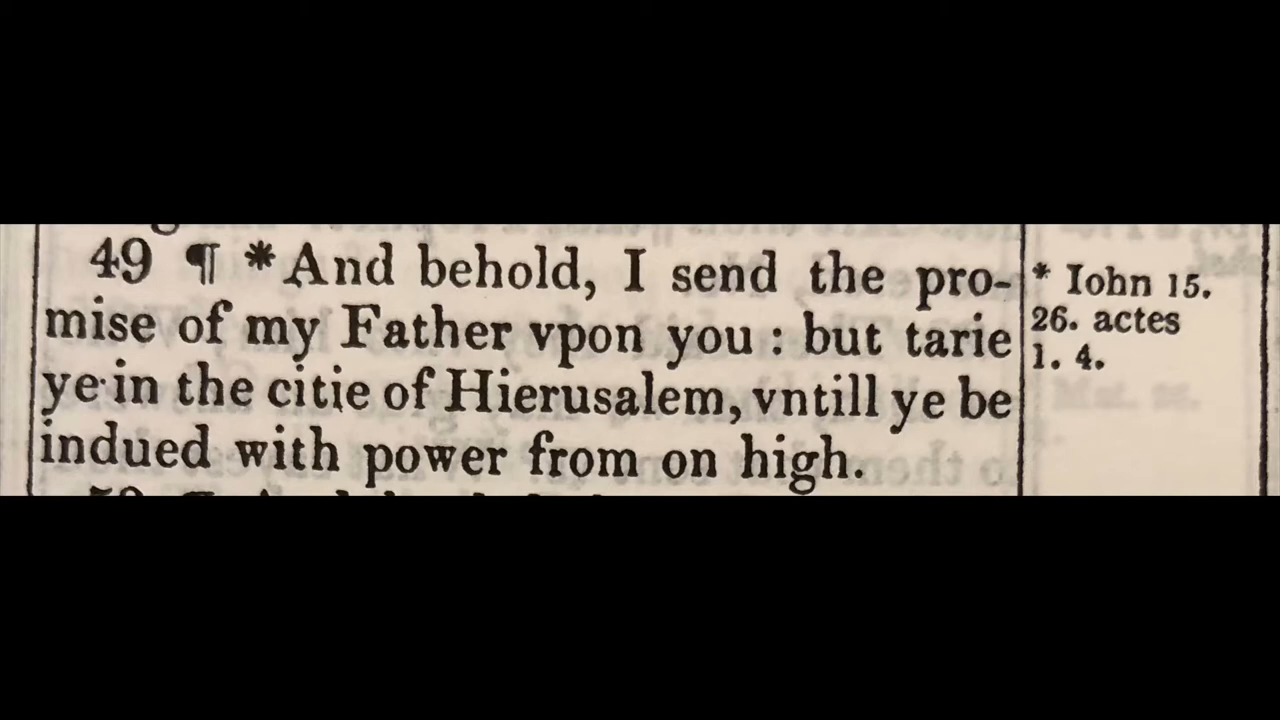 49 ¶ *And behold, I send the pro-
mise of my Father vpon you : but tarie
ye in the citie of Hierusalem, vntill ye be
indued with power from on high.
* Iohn 15.
26. actes
1. 4.